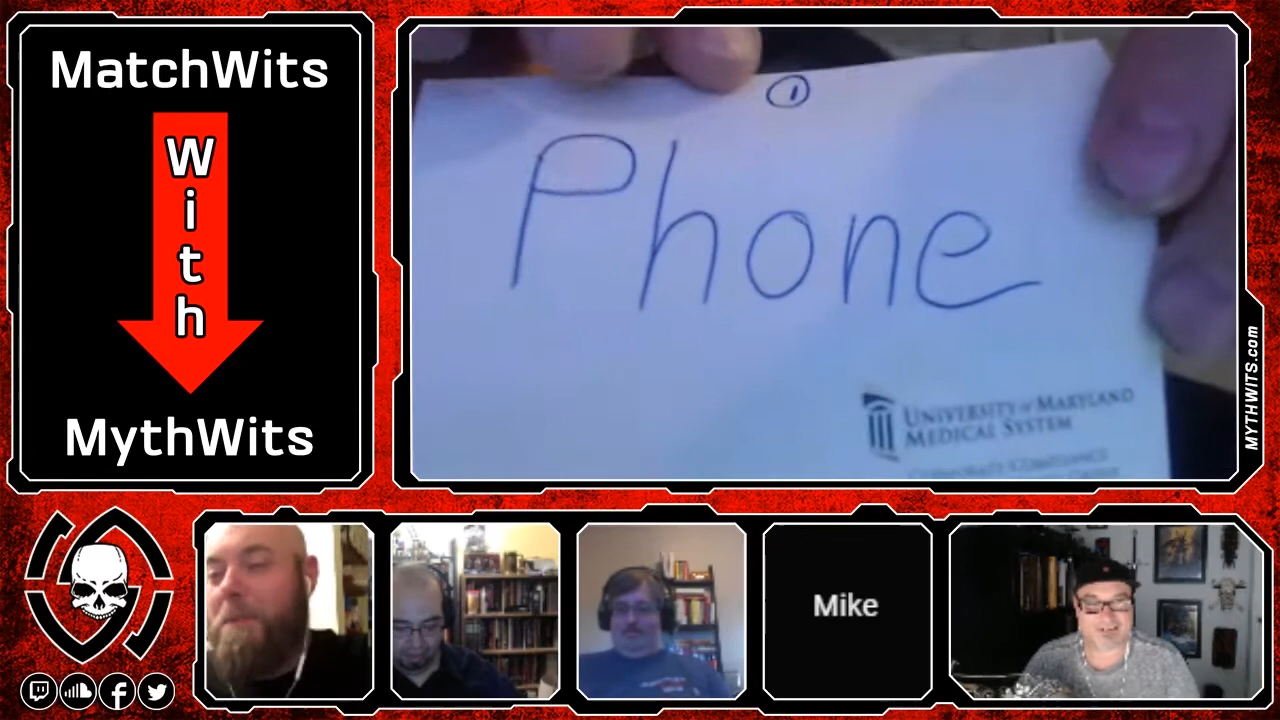 MatchWits
With
MythWits
1
Phone
UNIVERSITY of MARYLAND
MEDICAL SYSTEM
MYTHWITS.com
Mike